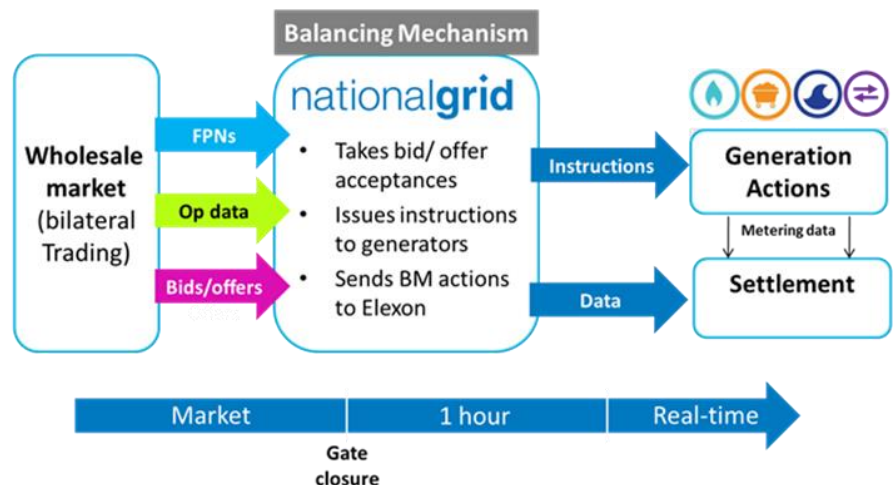 Balancing Mechanism
Wholesale
market
(bilateral
Trading)
FPNs
Op data
Bids/offers
nationalgrid
• Takes bid/ offer
acceptances
• Issues instructions
to generators
• Sends BM actions
to Elexon
Instructions
Data
Generation
Actions
Metering data
Settlement
Market
1 hour
Real-time
Gate
closure